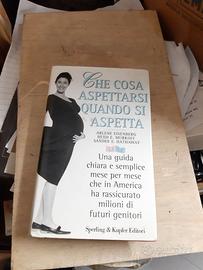 CHE COSA
ASPETTARSI
QUANDO SI
ASPETTA
ARLENE EISENBERG
HEIDI E. MURKOFF
SANDEE E. HATHAWAY
Una guida
chiara e semplice
mese per mese
che in America
ha rassicurato
milioni di
futuri genitori
Sperling & Kupfer Editori